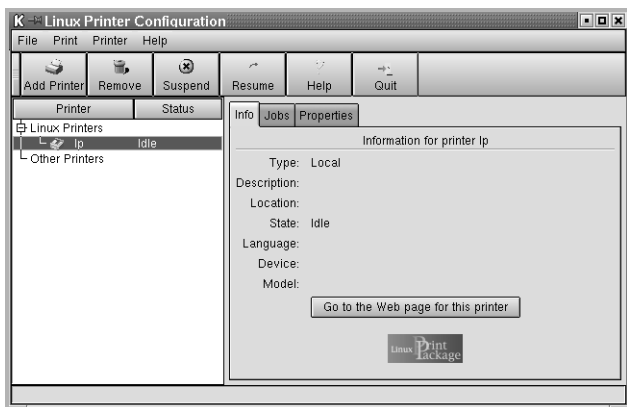 K Linux Printer Configuration
File Print Printer Help
Add Printer Remove Suspend Resume Help Quit
Printer Status
Linux Printers
lp Idle
Other Printers
Info Jobs Properties
Information for printer lp
Type: Local
Description:
Location:
State: Idle
Language:
Device:
Model:
Go to the Web page for this printer
Linux Print
Package